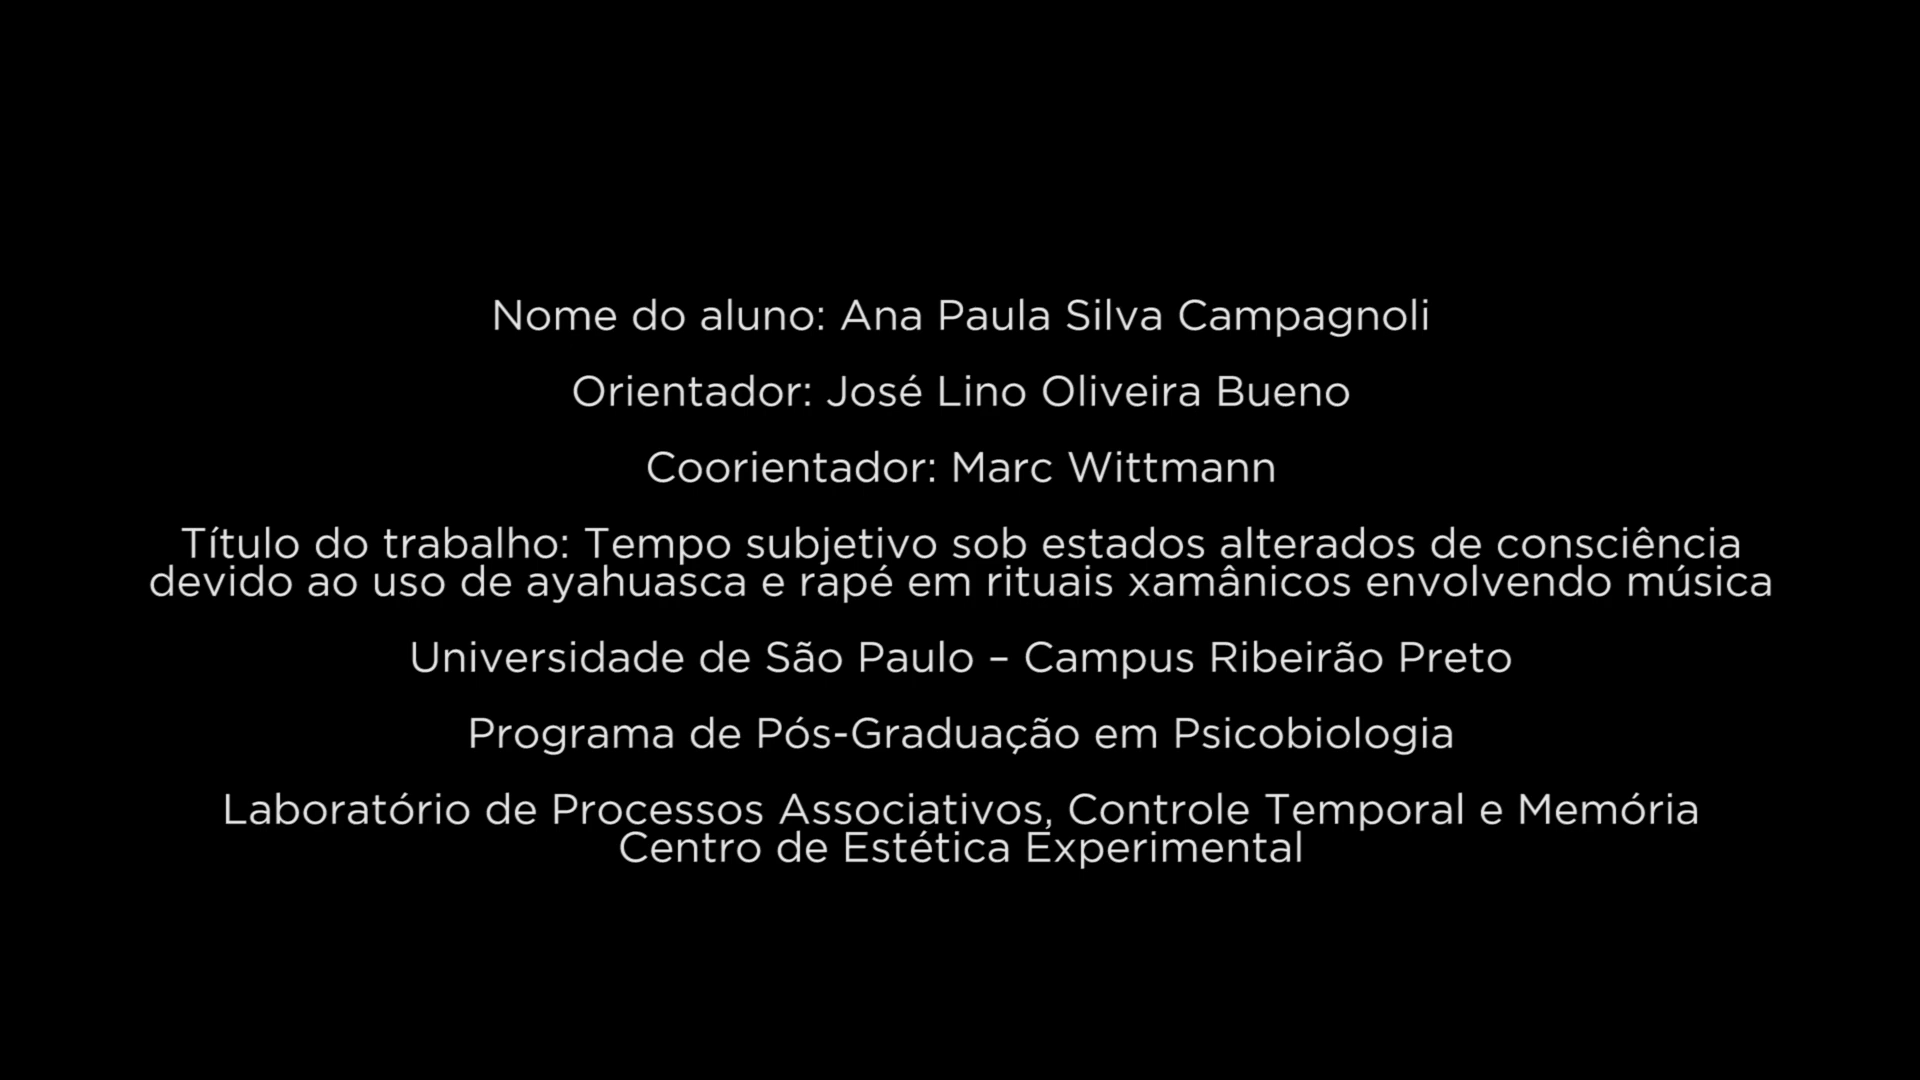 Nome do aluno: Ana Paula Silva Campagnoli
Orientador: José Lino Oliveira Bueno
Coorientador: Marc Wittmann
Título do trabalho: Tempo subjetivo sob estados alterados de consciência
devido ao uso de ayahuasca e rapé em rituais xamânicos envolvendo música
Universidade de São Paulo – Campus Ribeirão Preto
Programa de Pós-Graduação em Psicobiologia
Laboratório de Processos Associativos, Controle Temporal e Memória
Centro de Estética Experimental